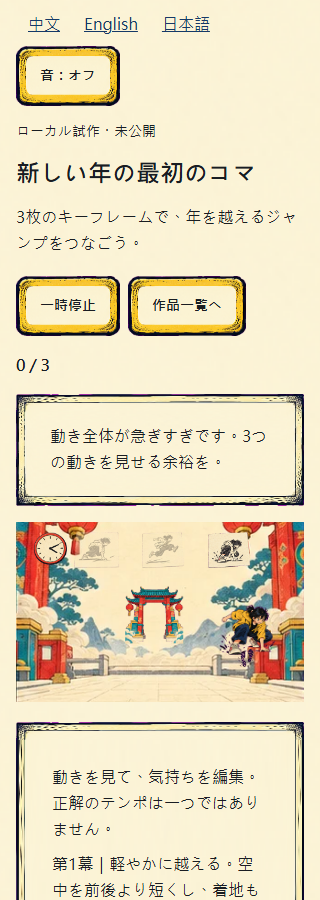 中文 English 日本語
音：オフ
ローカル試作・未公開
新しい年の最初のコマ
3枚のキーフレームで、年を越えるジャ
ンプをつなごう。
一時停止 作品一覧へ
0 / 3
動き全体が急ぎすぎです。3つ
の動きを見せる余裕を。
動きを見て、気持ちを編集。
正解のテンポは一つではあり
ません。
第1幕｜軽やかに越える。空
中を前後より短くし、着地も